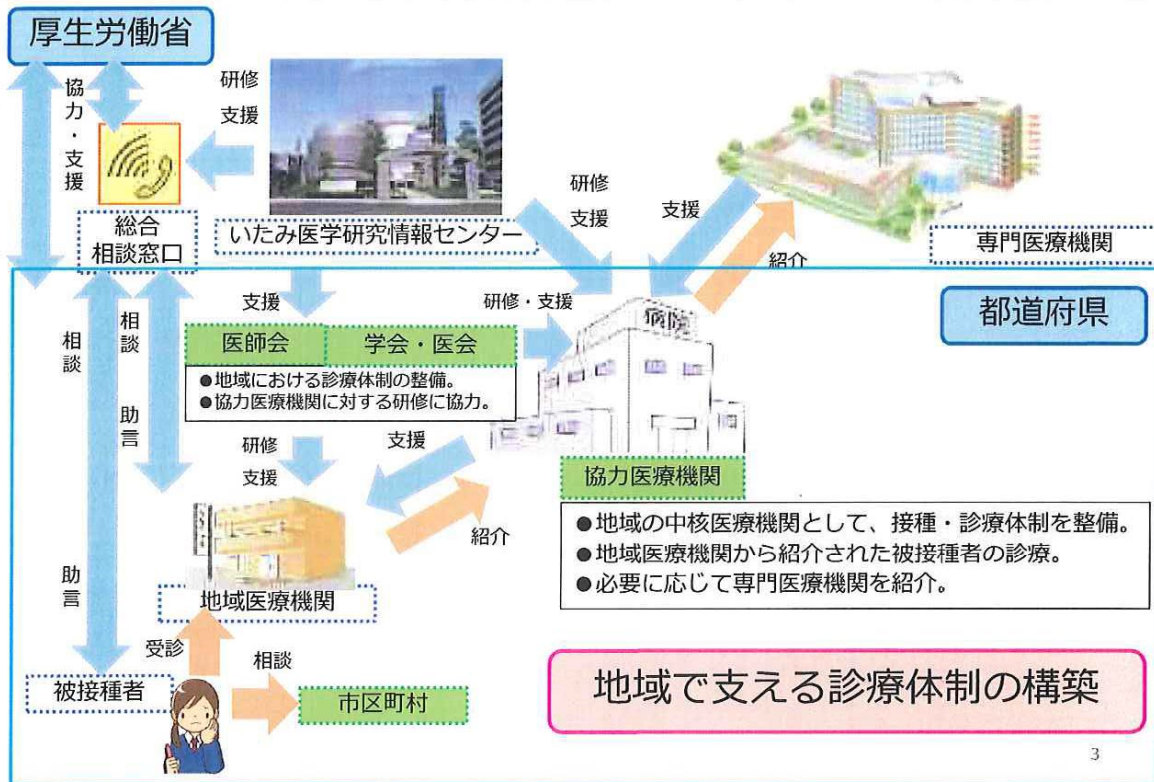 厚生労働省
協力・支援
研修
支援
総合
相談窓口
いたみ医学研究情報センター
研修
支援
支援
紹介
専門医療機関
都道府県
相談
助言
相談
助言
支援
医師会
学会・医会
研修・支援
●地域における診療体制の整備。
●協力医療機関に対する研修に協力。
病院
研修
支援
支援
紹介
協力医療機関
●地域の中核医療機関として、接種・診療体制を整備。
●地域医療機関から紹介された被接種者の診療。
●必要に応じて専門医療機関を紹介。
地域医療機関
受診
相談
被接種者
市区町村
地域で支える診療体制の構築
3